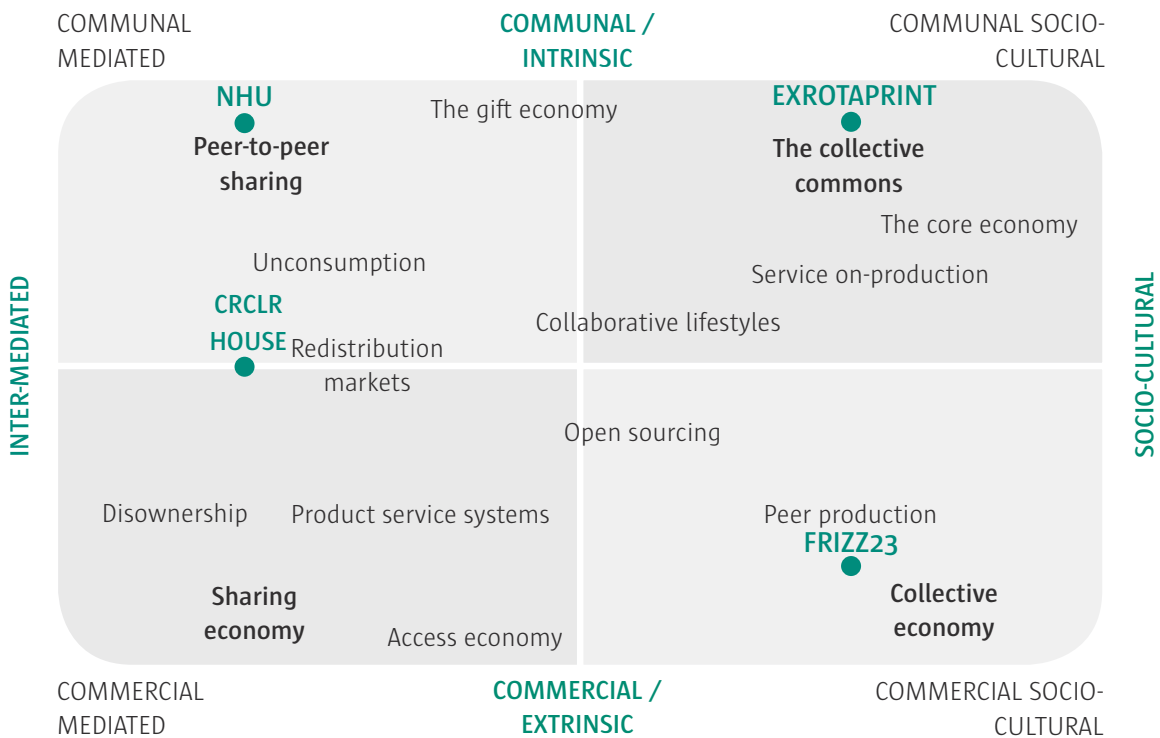 COMMUNAL
MEDIATED
COMMUNAL /
INTRINSIC
COMMUNAL SOCIO-
CULTURAL
NHU
Peer-to-peer
sharing
The gift economy
EXROTAPRINT
The collective
commons
The core economy
Unconsumption
Service on-production
CRCLR
HOUSE
Redistribution
markets
Collaborative lifestyles
INTER-MEDIATED
SOCIO-CULTURAL
Open sourcing
Disownership
Product service systems
Peer production
FRIZZ23
Sharing
economy
Access economy
Collective
economy
COMMERCIAL
MEDIATED
COMMERCIAL /
EXTRINSIC
COMMERCIAL SOCIO-
CULTURAL